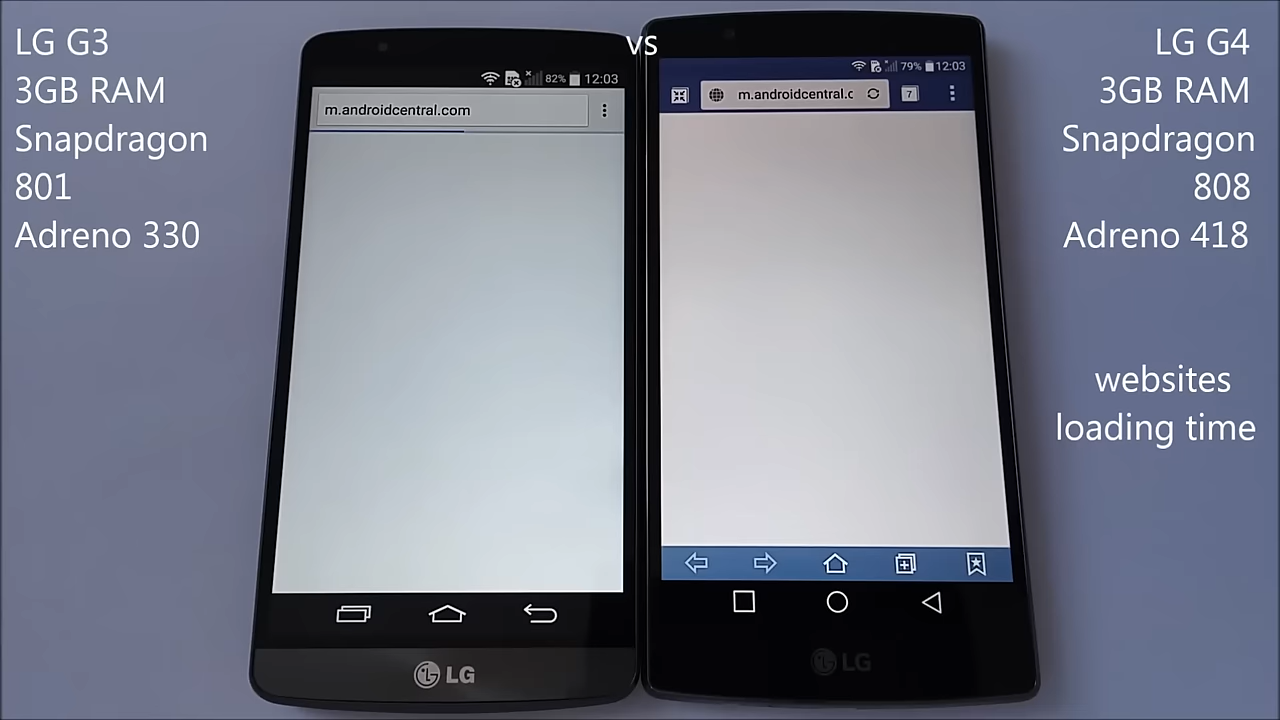 LG G3
3GB RAM
Snapdragon
801
Adreno 330
vs
LG G4
3GB RAM
Snapdragon
808
Adreno 418
websites
loading time
82% 12:03
m.androidcentral.com
LG
79% 12:03
m.androidcentral.c
7
LG